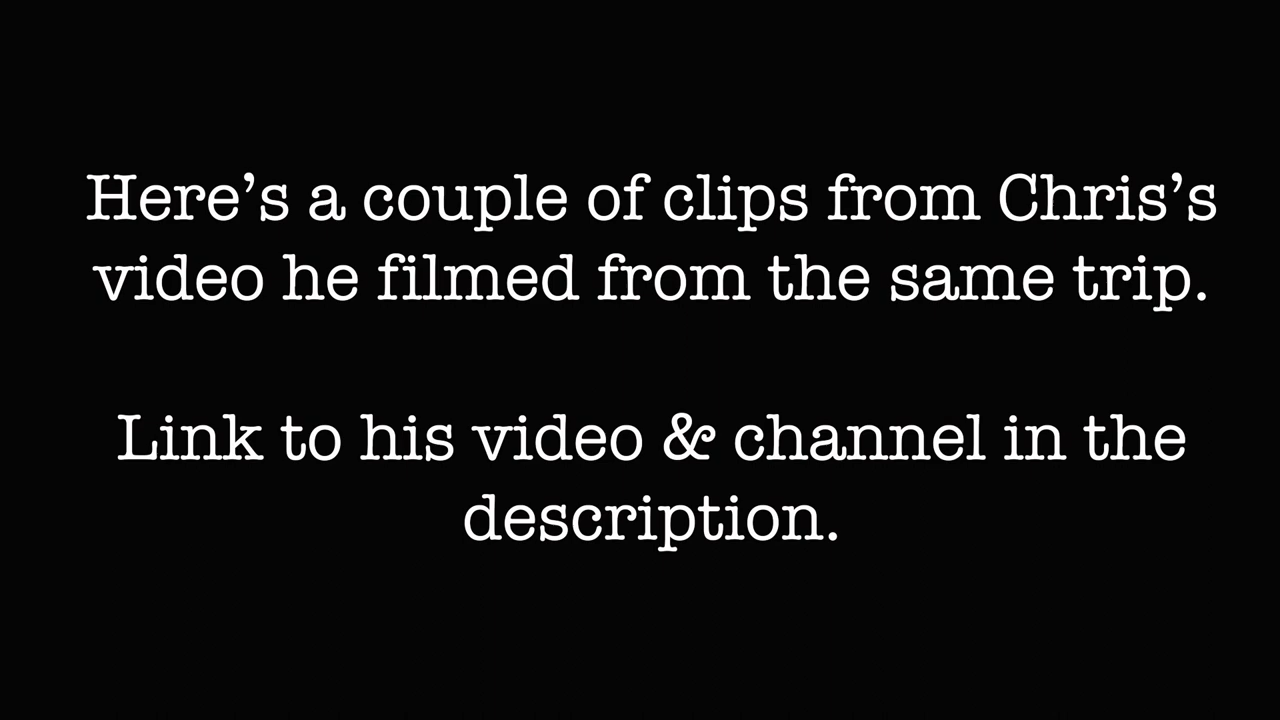 Here’s a couple of clips from Chris’s
video he filmed from the same trip.
Link to his video & channel in the
description.